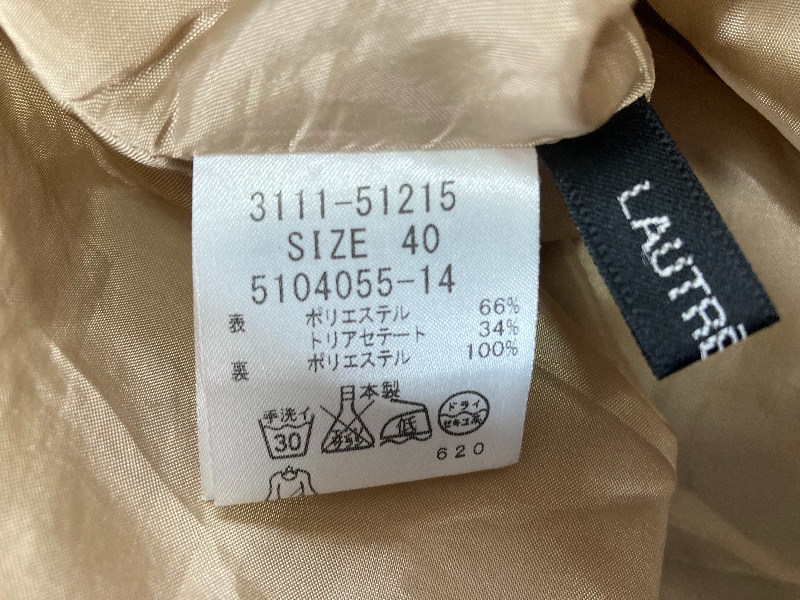 3111-51215
SIZE 40
5104055-14
表 ポリエステル 66%
トリアセテート 34%
裏 ポリエステル 100%
日本製
手洗イ
30
低
ドライ
セキユ系
620
LAUTRE